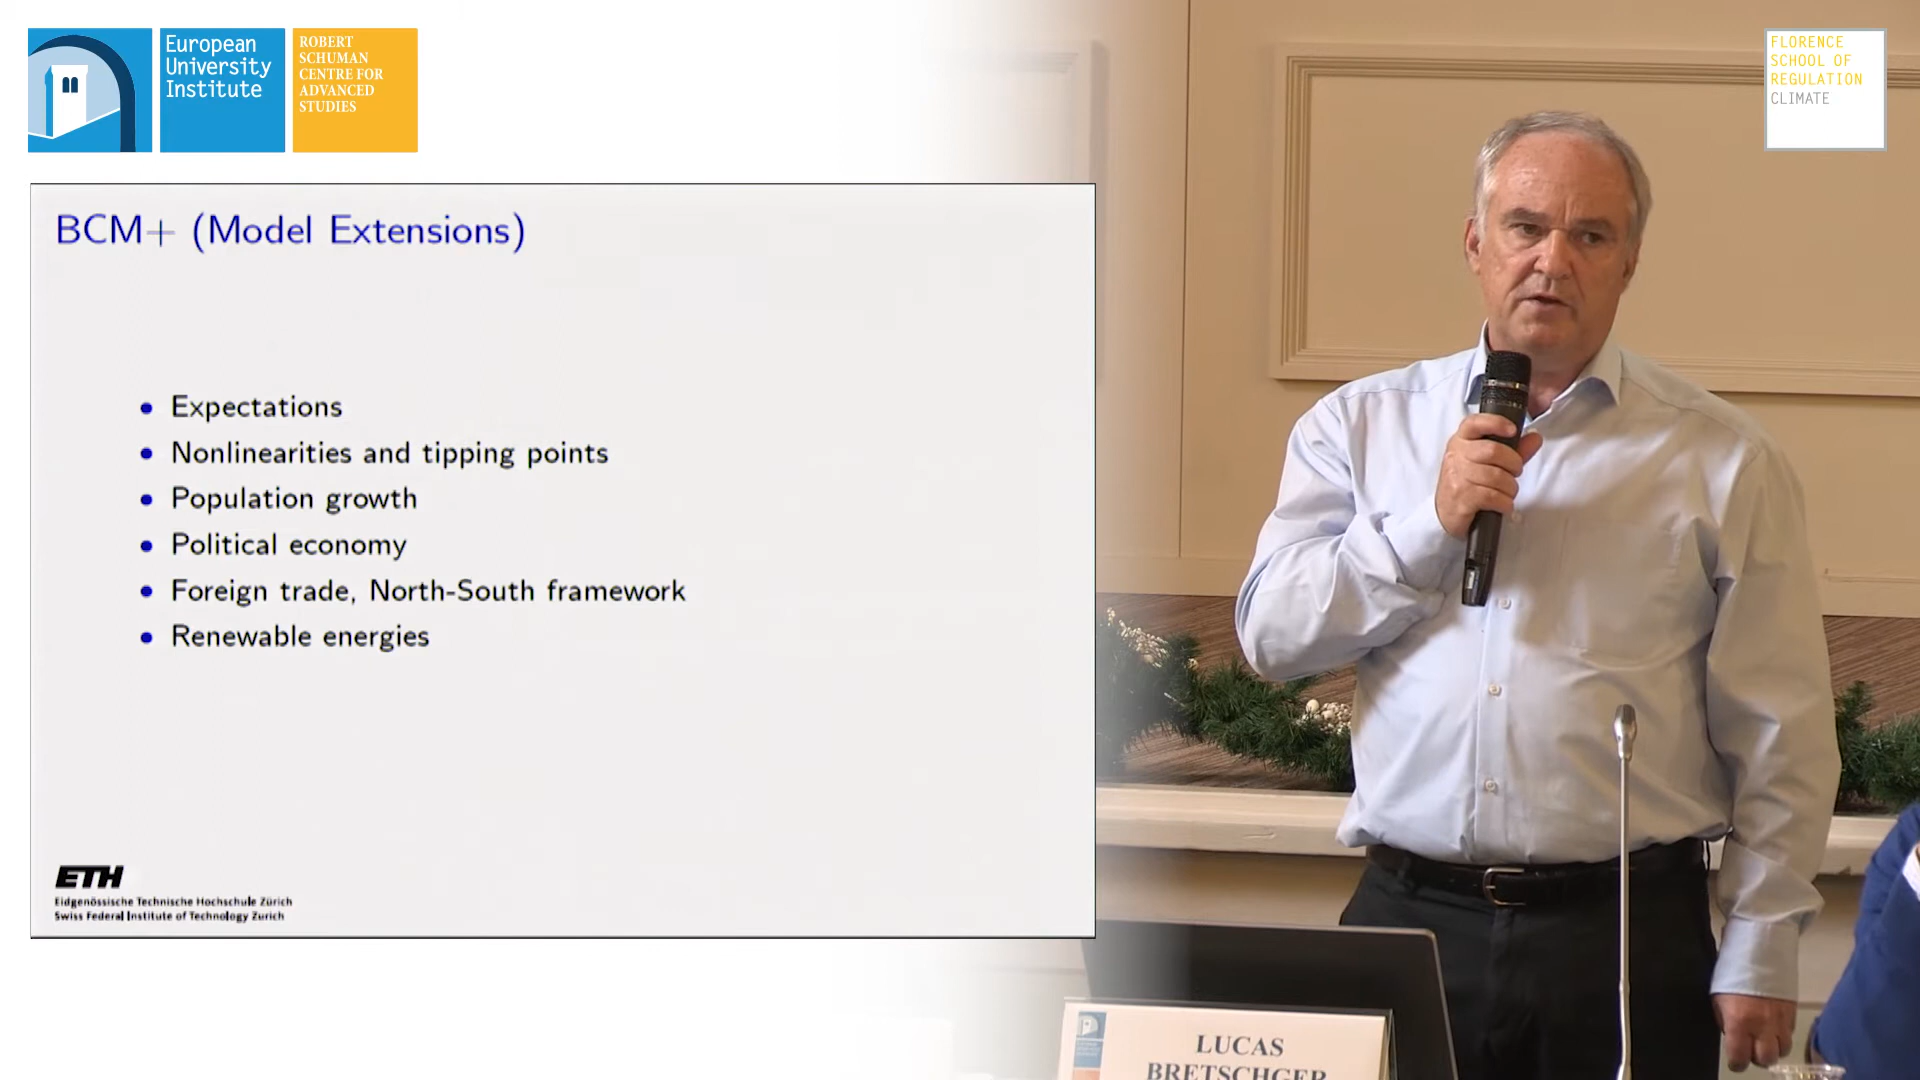 European
University
Institute
ROBERT
SCHUMAN
CENTRE FOR
ADVANCED
STUDIES
FLORENCE
SCHOOL OF
REGULATION
CLIMATE
BCM+ (Model Extensions)
• Expectations
• Nonlinearities and tipping points
• Population growth
• Political economy
• Foreign trade, North-South framework
• Renewable energies
ETH
Eidgenössische Technische Hochschule Zürich
Swiss Federal Institute of Technology Zurich
LUCAS
BRETSCHGER